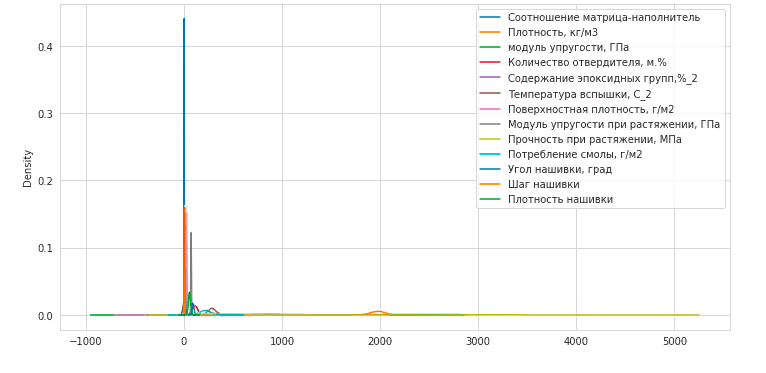 Соотношение матрица-наполнитель
Плотность, кг/м3
модуль упругости, ГПа
Количество отвердителя, м.%
Содержание эпоксидных групп,%_2
Температура вспышки, С_2
Поверхностная плотность, г/м2
Модуль упругости при растяжении, ГПа
Прочность при растяжении, МПа
Потребление смолы, г/м2
Угол нашивки, град
Шаг нашивки
Плотность нашивки
Density
0.4
0.3
0.2
0.1
0.0
−1000 0 1000 2000 3000 4000 5000